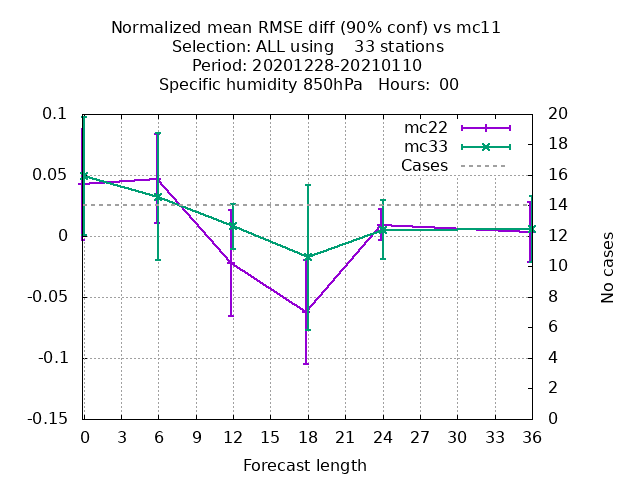 Normalized mean RMSE diff (90% conf) vs mc11
Selection: ALL using    33 stations
Period: 20201228-20210110
Specific humidity 850hPa   Hours:  00
mc22
mc33
Cases
0.1
0.05
0
-0.05
-0.1
-0.15
20
18
16
14
12
10
8
6
4
2
0
No cases
0 3 6 9 12 15 18 21 24 27 30 33 36
Forecast length